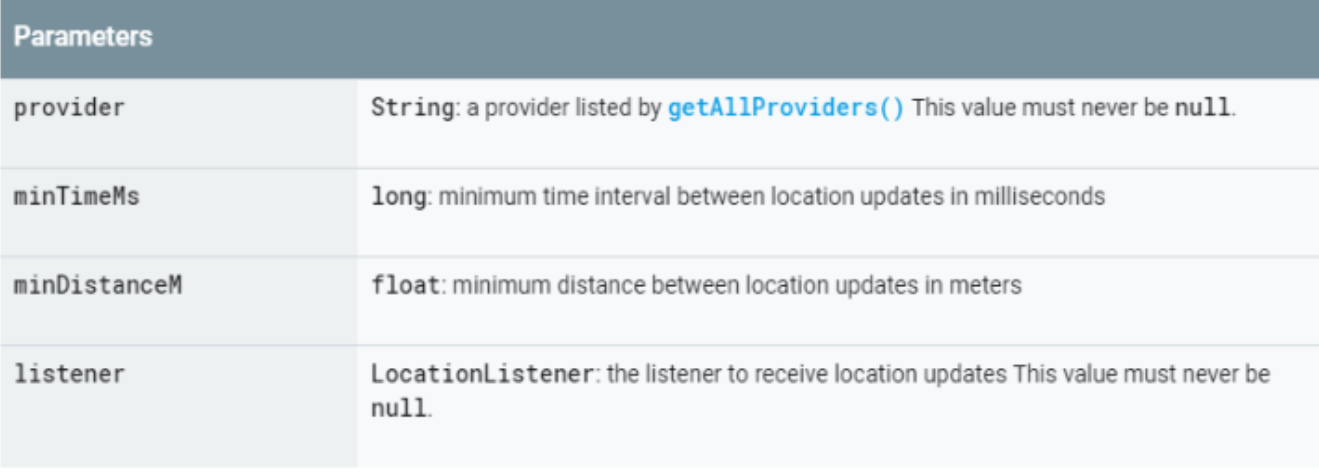 Parameters
provider String: a provider listed by getAllProviders() This value must never be null.
minTimeMs long: minimum time interval between location updates in milliseconds
minDistanceM float: minimum distance between location updates in meters
listener LocationListener: the listener to receive location updates This value must never be
null.